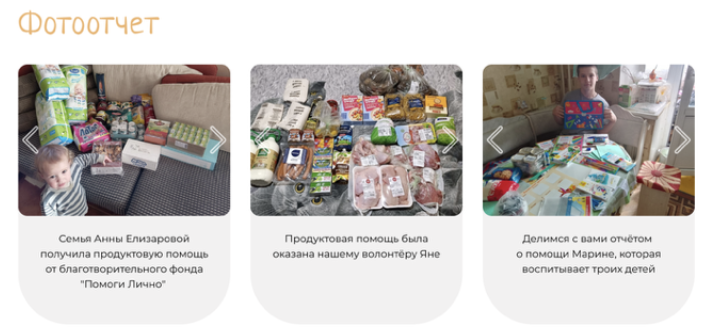 Фотоотчет
Семья Анны Елизаровой
получила продуктовую помощь
от благотворительного фонда
"Помоги Лично"
Продуктовая помощь была
оказана нашему волонтёру Яне
Делимся с вами отчётом
о помощи Марине, которая
воспитывает троих детей